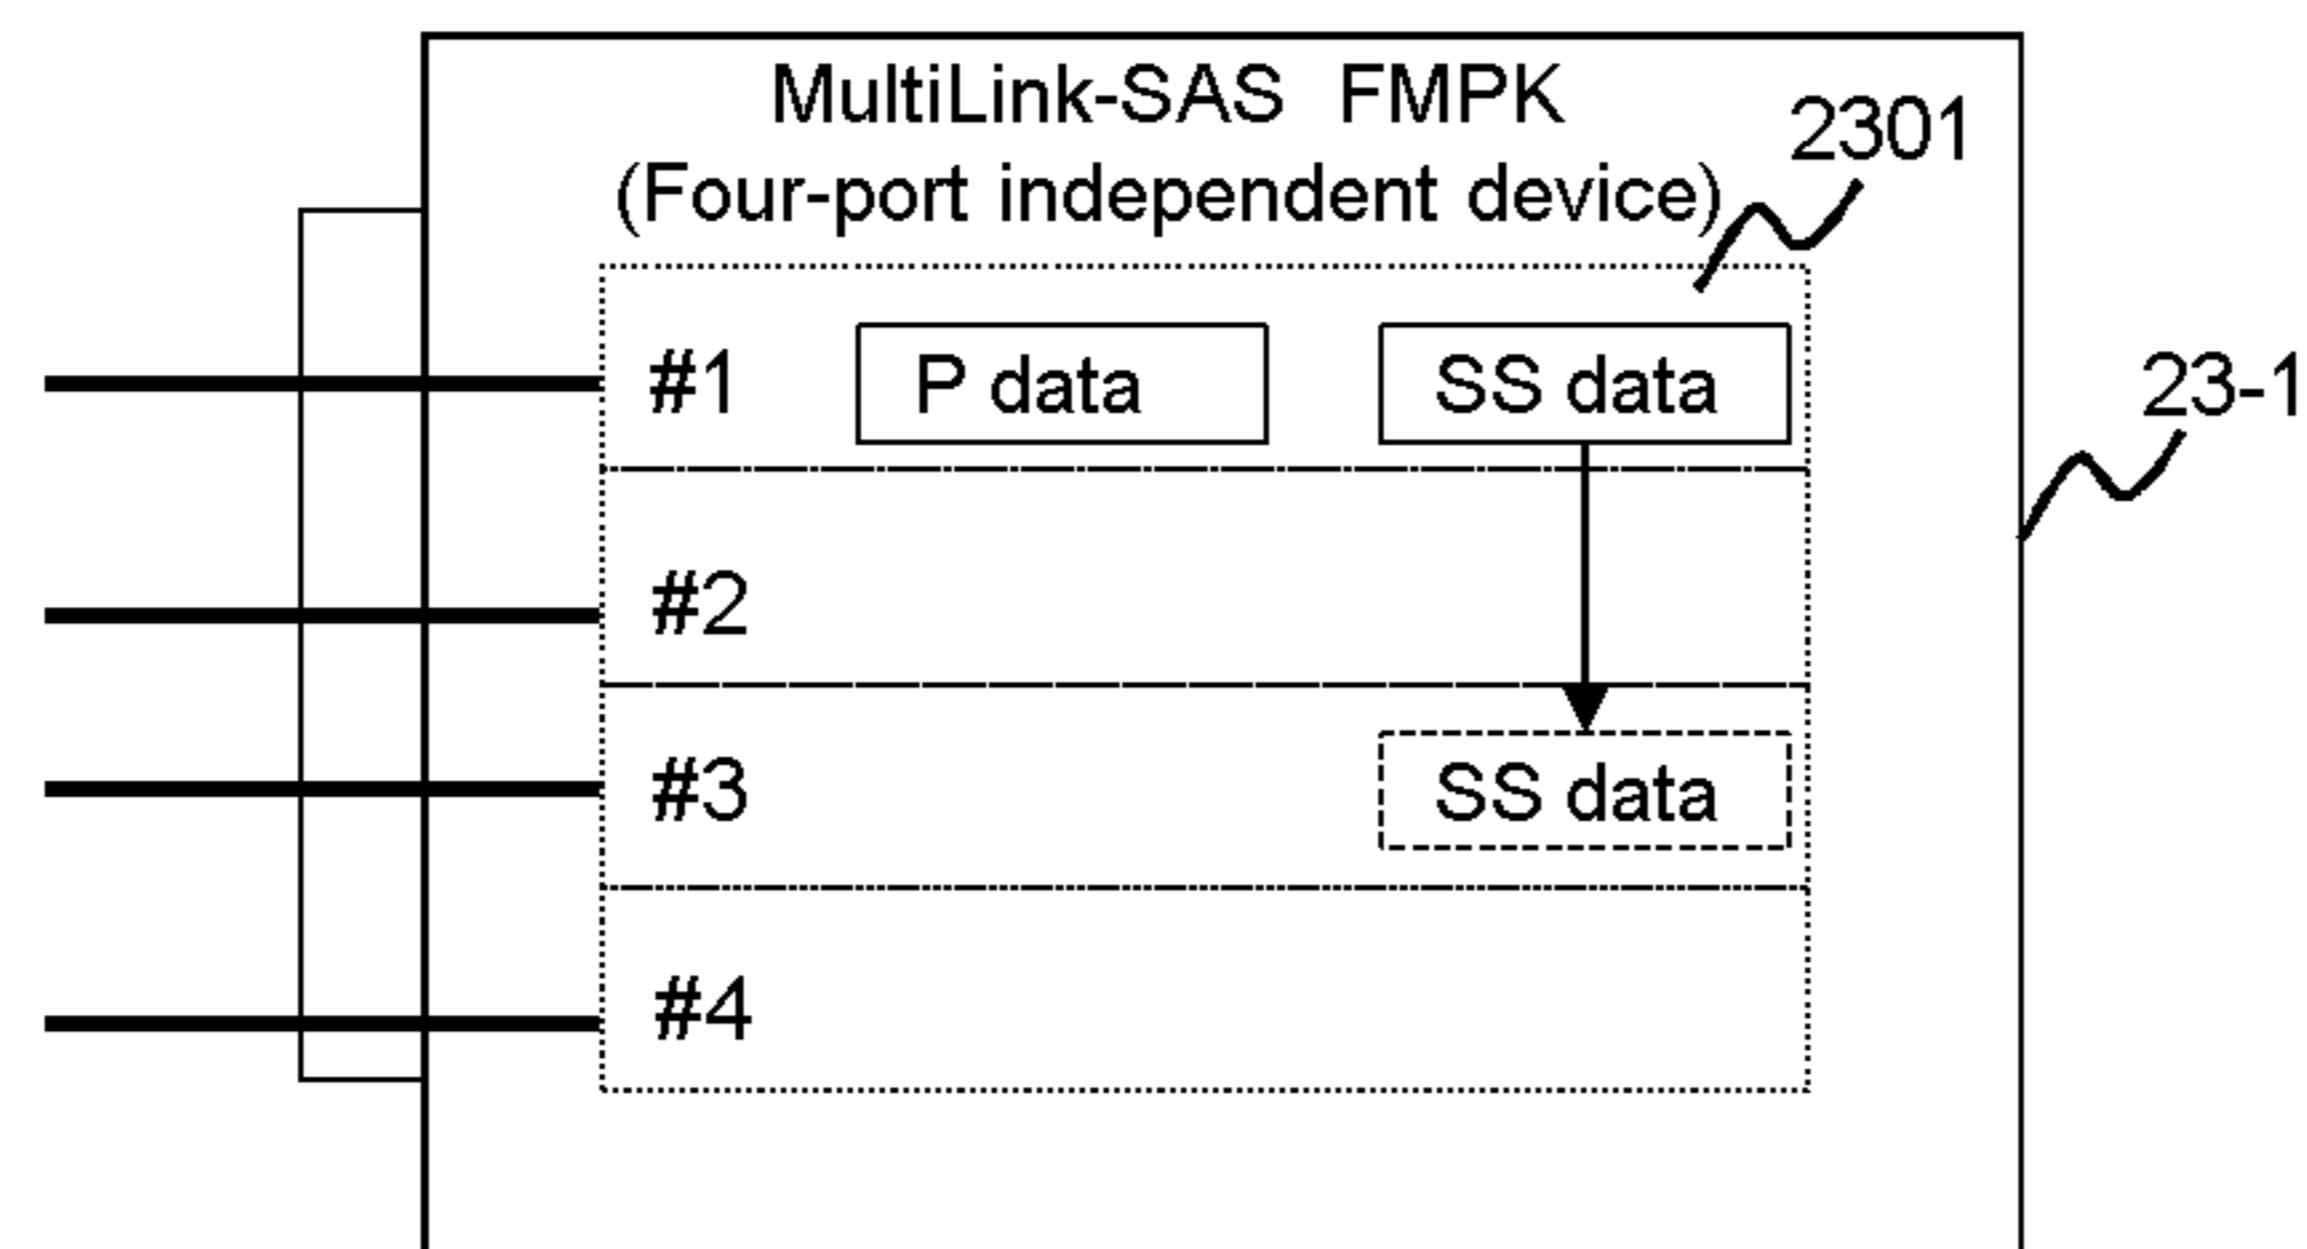 MultiLink-SAS FMPK
(Four-port independent device)
2301
#1 P data SS data
23-1
#2
#3 SS data
#4